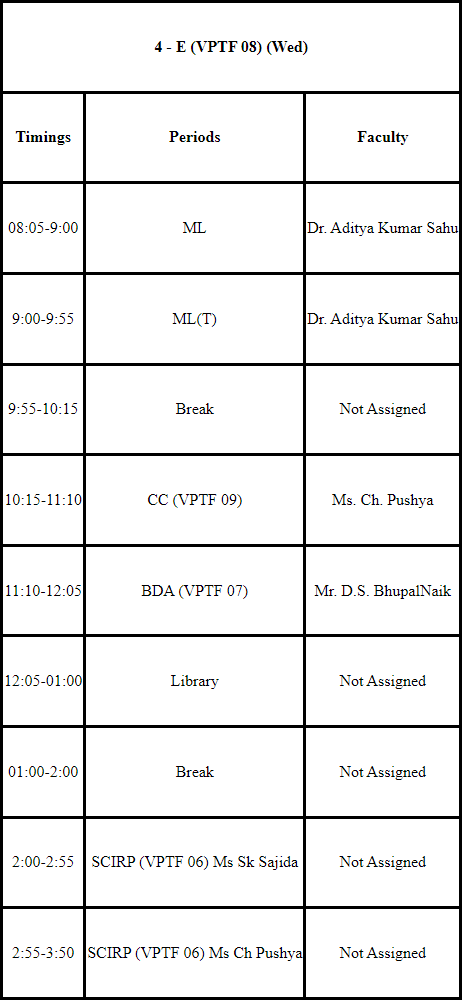 4 - E (VPTF 08) (Wed)
Timings Periods Faculty
08:05-9:00 ML Dr. Aditya Kumar Sahu
9:00-9:55 ML(T) Dr. Aditya Kumar Sahu
9:55-10:15 Break Not Assigned
10:15-11:10 CC (VPTF 09) Ms. Ch. Pushya
11:10-12:05 BDA (VPTF 07) Mr. D.S. BhupalNaik
12:05-01:00 Library Not Assigned
01:00-2:00 Break Not Assigned
2:00-2:55 SCIRP (VPTF 06) Ms Sk Sajida Not Assigned
2:55-3:50 SCIRP (VPTF 06) Ms Ch Pushya Not Assigned